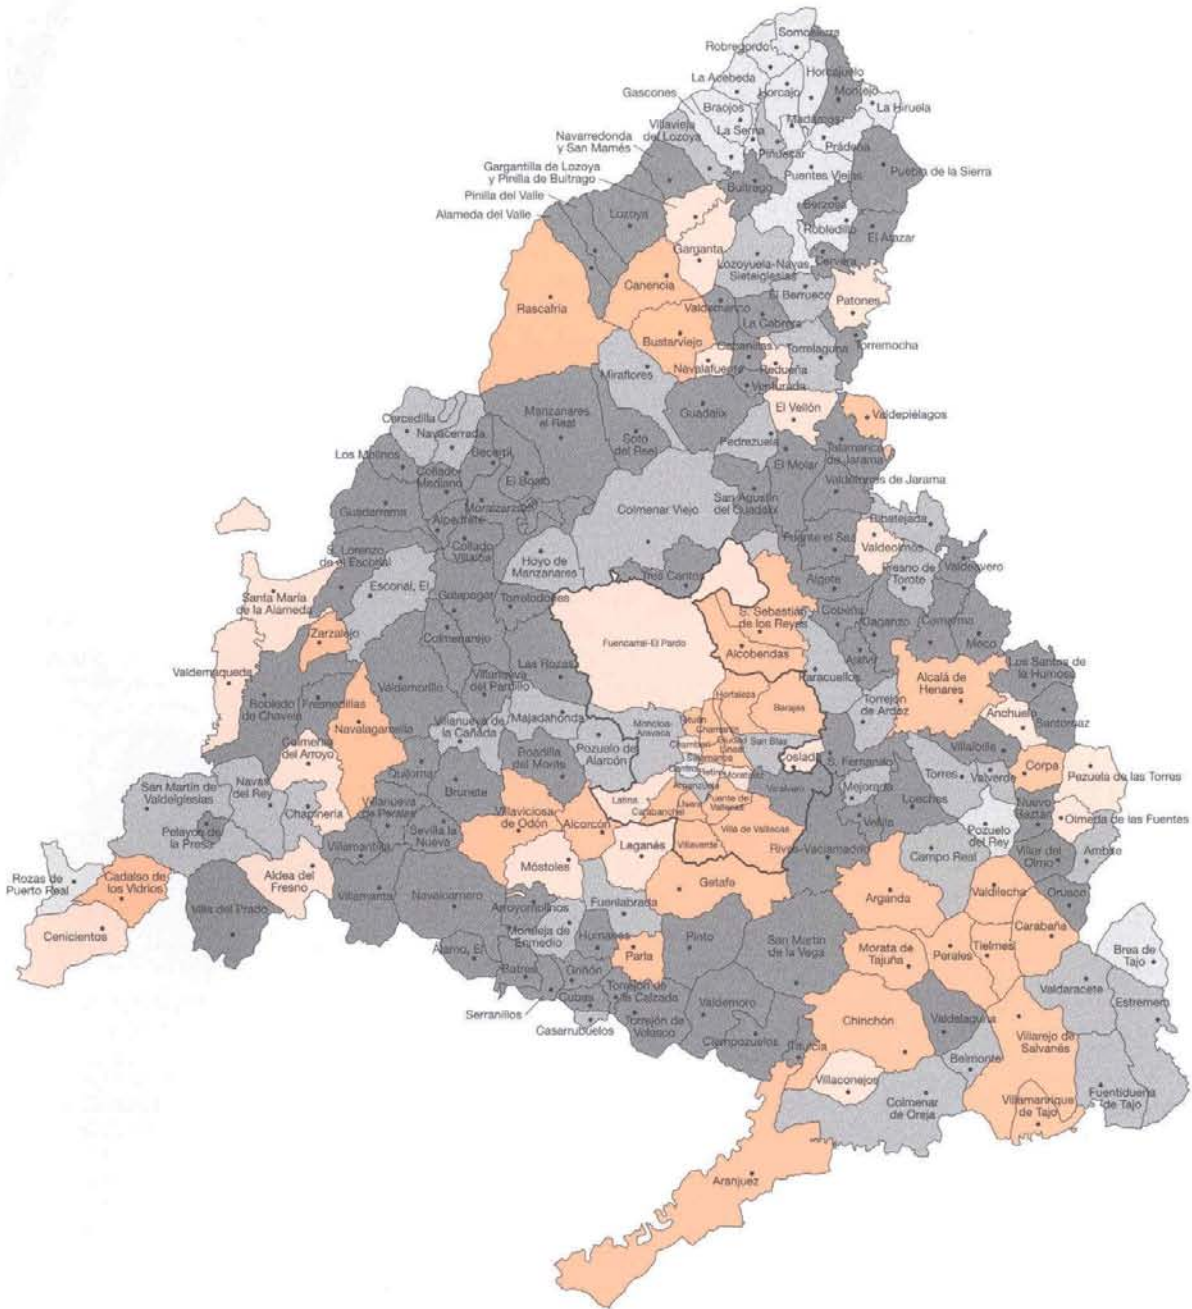 Somosierra
Robregordo
La Acebeda
Horcajuelo
Gascones
Horcajo
Montejo
La Hiruela
Braojos
Villavieja
del Lozoya
La Serna
Madarcos
Navarredonda
y San Mamés
Piñuecar
Prádena
Gargantilla de Lozoya
y Pinilla de Buitrago
Puentes Viejas
Puebla de la Sierra
Buitrago
Pinilla del Valle
Berzosa
Alameda del Valle
Lozoya
Robledillo
El Atazar
Garganta
Cervera
Lozoyuela-Navas
Sieteiglesias
Canencia
El Berrueco
Patones
Rascafría
Valdemanco
La Cabrera
Bustarviejo
Cabanillas
Torrelaguna
Torremocha
Navalafuente
Redueña
Miraflores
Venturada
El Vellón
Valdepiélagos
Cercedilla
Manzanares
el Real
Guadalix
Navacerrada
Soto
del Real
Pedrezuela
Los Molinos
Becerril
El Molar
Talamanca
de Jarama
Collado
Mediano
El Boalo
Valdetorres de Jarama
Guadarrama
Moralzarzal
Colmenar Viejo
San Agustín
del Guadalix
Alpedrete
Ribatejada
Collado
Villalba
Fuente el Saz
Valdeolmos
S. Lorenzo
de el Escorial
Hoyo de
Manzanares
Fresno de
Torote
Valdeavero
Escorial, El
Tres Cantos
Algete
Santa María
de la Alameda
Galapagar
Torrelodones
S. Sebastián
de los Reyes
Cobeña
Zarzalejo
Colmenarejo
Fuencarral-El Pardo
Daganzo
Camarma
Meco
Alcobendas
Ajalvir
Valdemaqueda
Las Rozas
Paracuellos
Alcalá de
Henares
Los Santos de
la Humosa
Valdemorillo
Villanueva
del Pardillo
Hortaleza
Barajas
Torrejón
de Ardoz
Robledo
de Chavela
Fresnedillas
Anchuelo
Santorcaz
Navalagamella
Villanueva de
la Cañada
Majadahonda
Moncloa-
Aravaca
Tetuán
Chamartín
Ciudad
Lineal
San Blas
Colmenar
del Arroyo
Pozuelo de
Alarcón
Chamberí
Salamanca
Coslada
S. Fernando
Villalbilla
Boadilla
del Monte
Centro
Retiro
Moratalaz
Corpa
Pezuela de las Torres
Quijorna
Arganzuela
Vicálvaro
Mejorada
Torres
Valverde
San Martín de
Valdeiglesias
Navas
del Rey
Brunete
Latina
Carabanchel
Usera
Puente de
Vallecas
Loeches
Nuevo
Baztán
Olmeda de las Fuentes
Chapinería
Villanueva
de Perales
Villaviciosa
de Odón
Alcorcón
Velilla
Pozuelo
del Rey
Pelayos de
la Presa
Sevilla la
Nueva
Villaverde
Villa de Vallecas
Villamantilla
Leganés
Rivas-Vaciamadrid
Campo Real
Villar del
Olmo
Ambite
Rozas de
Puerto Real
Cadalso de
los Vidrios
Aldea del
Fresno
Móstoles
Getafe
Valdilecha
Orusco
Villa del Prado
Villamanta
Navalcarnero
Fuenlabrada
Arganda
Arroyomolinos
Carabaña
Cenicientos
Moraleja de
Enmedio
Humanes
Pinto
San Martín
de la Vega
Morata de
Tajuña
Perales
Tielmes
Brea de
Tajo
Álamo, El
Parla
Batres
Griñón
Valdaracete
Cubas
Torrejón de
la Calzada
Valdemoro
Chinchón
Valdelaguna
Estremera
Serranillos
Casarrubuelos
Torrejón de
Velasco
Villarejo de
Salvanés
Ciempozuelos
Titulcia
Belmonte
Villaconejos
Colmenar
de Oreja
Villamanrique
de Tajo
Fuentidueña
de Tajo
Aranjuez